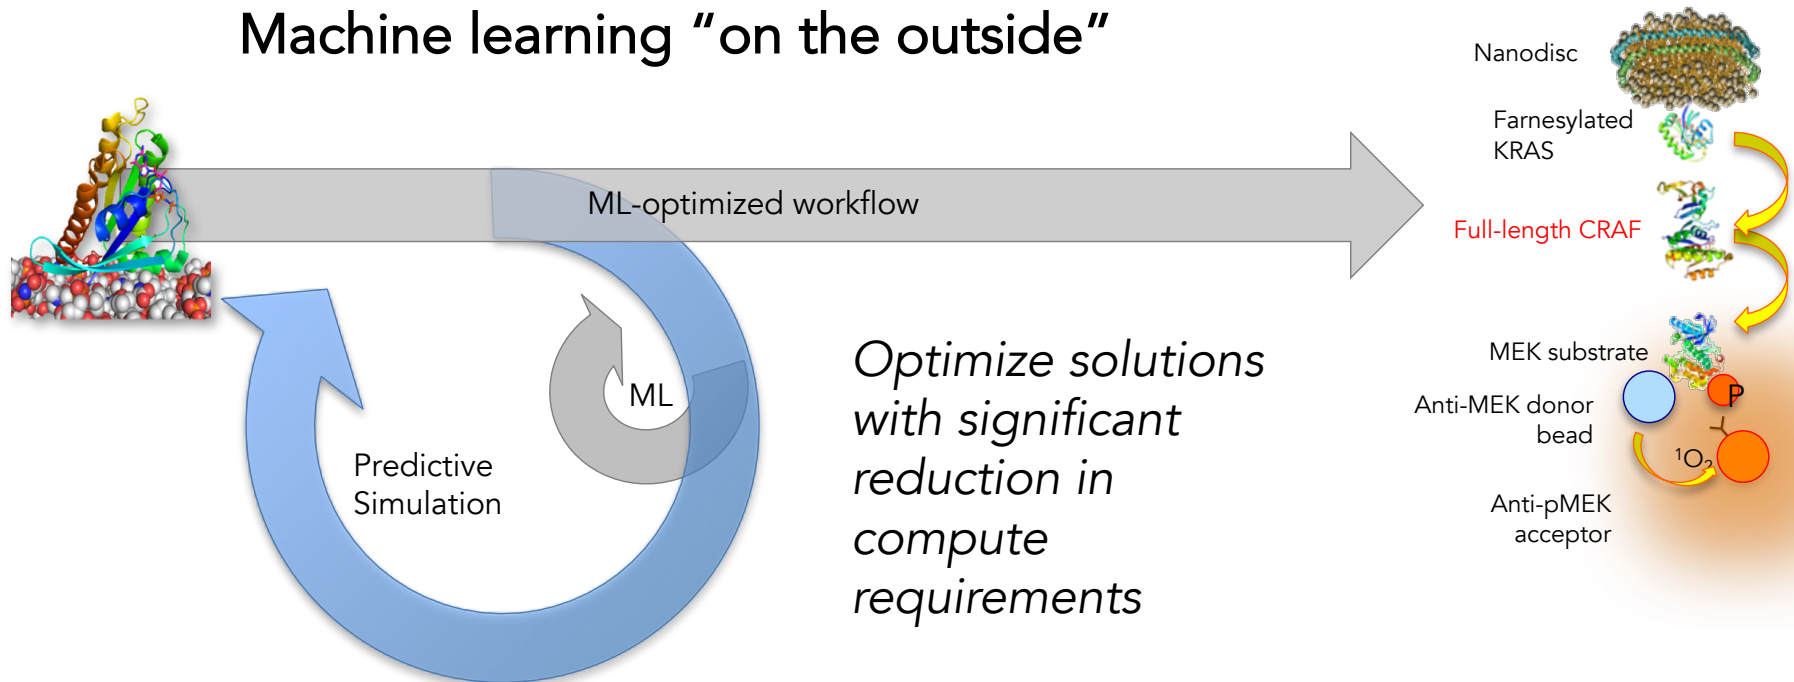 Machine learning “on the outside”
ML-optimized workflow
ML
Predictive
Simulation
Optimize solutions
with significant
reduction in
compute
requirements
Nanodisc
Farnesylated
KRAS
Full-length CRAF
MEK substrate
P
Anti-MEK donor
bead
¹O₂
Anti-pMEK
acceptor